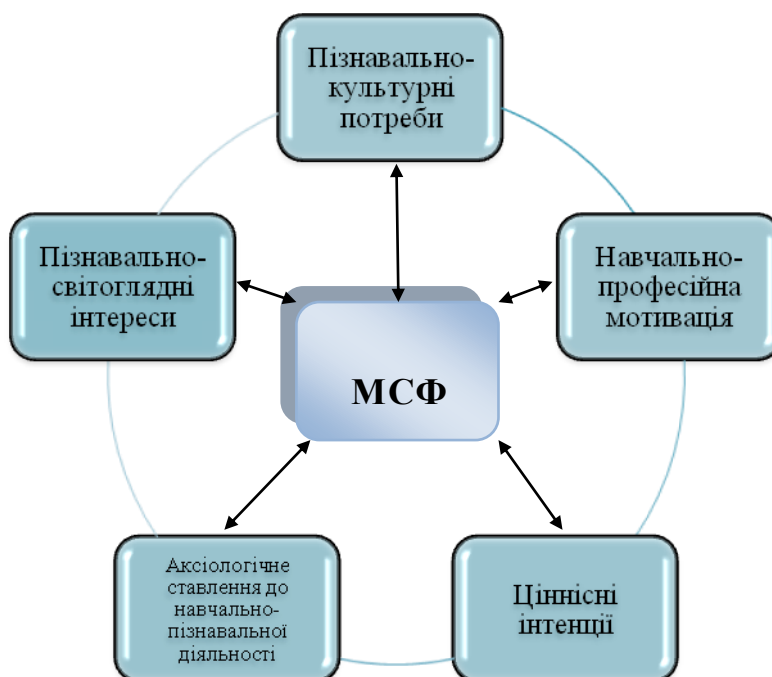 Пізнавально-
культурні
потреби
Пізнавально-
світоглядні
інтереси
Навчально-
професійна
мотивація
МСФ
Аксіологічне
ставлення до
навчально-
пізнавальної
діяльності
Ціннісні
інтенції